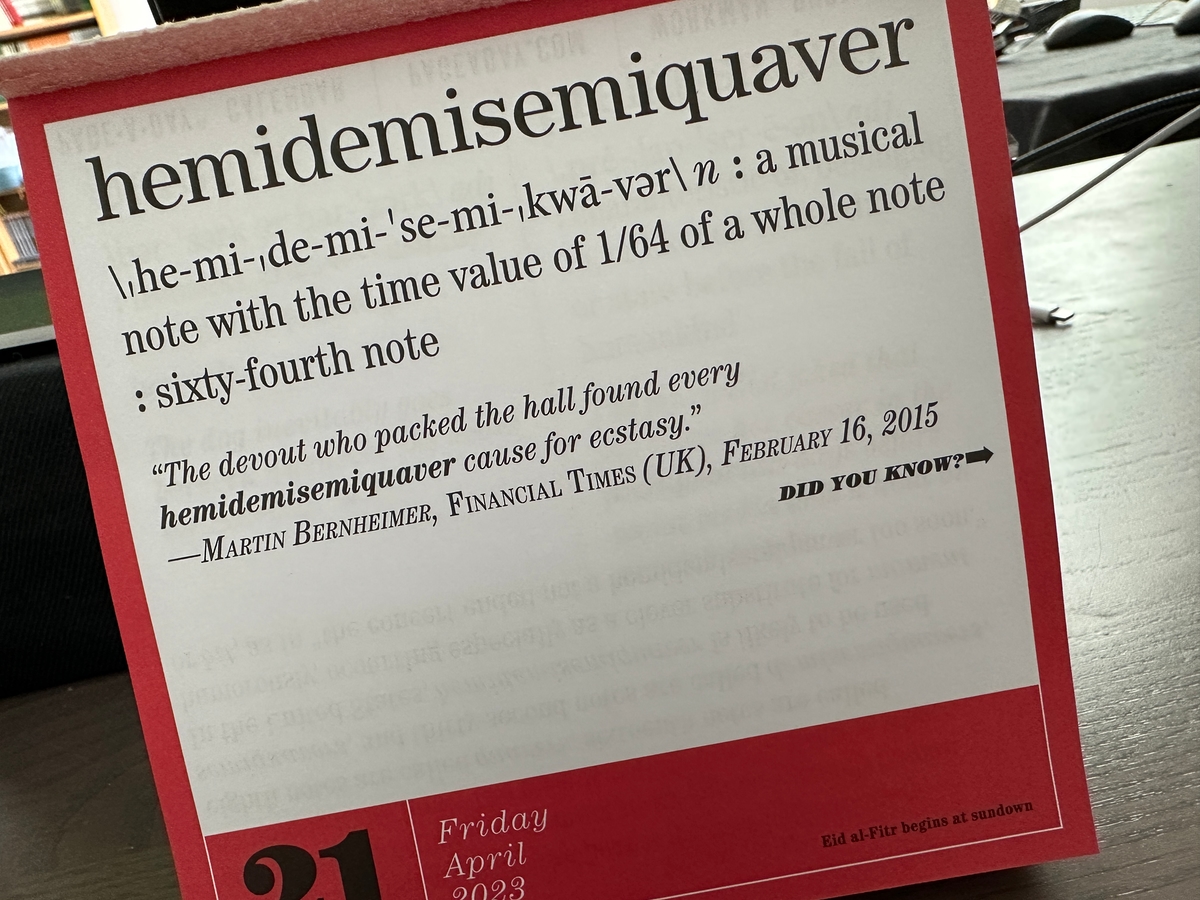 hemidemisemiquaver
\ˌhe-mi-ˌde-mi-ˈse-mi-ˌkwā-vər\ n : a musical
note with the time value of 1/64 of a whole note
: sixty-fourth note
“The devout who packed the hall found every
hemidemisemiquaver cause for ecstasy.”
—Martin Bernheimer, Financial Times (UK), February 16, 2015
DID YOU KNOW?➡
21
Friday
April
2023
Eid al-Fitr begins at sundown